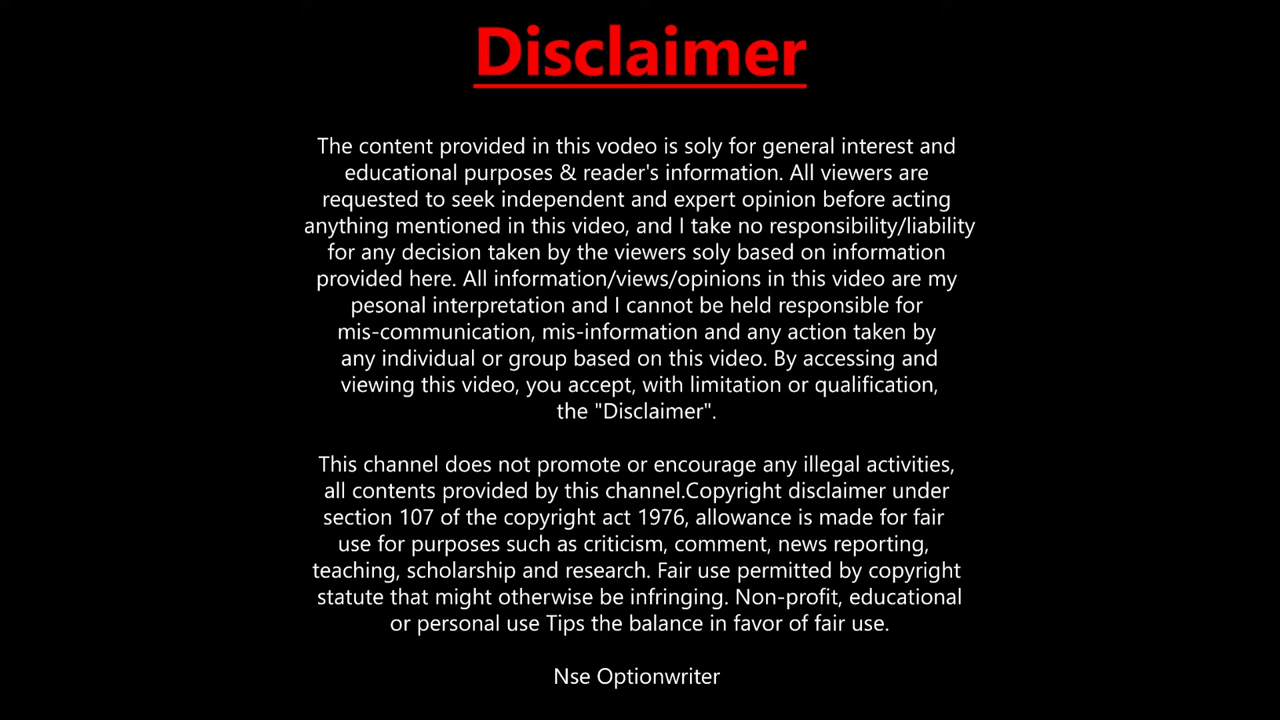 Disclaimer
The content provided in this vodeo is soly for general interest and
educational purposes & reader's information. All viewers are
requested to seek independent and expert opinion before acting
anything mentioned in this video, and I take no responsibility/liability
for any decision taken by the viewers soly based on information
provided here. All information/views/opinions in this video are my
pesonal interpretation and I cannot be held responsible for
mis-communication, mis-information and any action taken by
any individual or group based on this video. By accessing and
viewing this video, you accept, with limitation or qualification,
the "Disclaimer".
This channel does not promote or encourage any illegal activities,
all contents provided by this channel.Copyright disclaimer under
section 107 of the copyright act 1976, allowance is made for fair
use for purposes such as criticism, comment, news reporting,
teaching, scholarship and research. Fair use permitted by copyright
statute that might otherwise be infringing. Non-profit, educational
or personal use Tips the balance in favor of fair use.
Nse Optionwriter